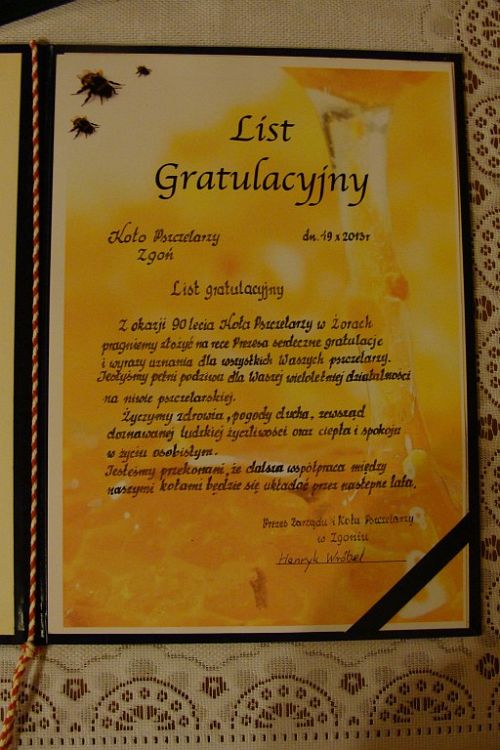 List
Gratulacyjny
Koło Pszczelarzy
Zgoń
dn. 19 x 2013 r
List gratulacyjny
Z okazji 90 lecia Koła Pszczelarzy w Żorach
pragniemy złożyć na ręce Prezesa serdeczne gratulacje
i wyrazy uznania dla wszystkich Waszych pszczelarzy.
Jesteśmy pełni podziwu dla Waszej wieloletniej działalności
na niwie pszczelarskiej.
Życzymy zdrowia, pogody ducha, zewsząd
doznawanej ludzkiej życzliwości oraz ciepła i spokoju
w życiu osobistym.
Jesteśmy przekonani, że dalsza współpraca między
naszymi kołami będzie się układać przez następne lata.
Prezes Zarządu i Koła Pszczelarzy
w Zgoniu
Henryk Wróbel